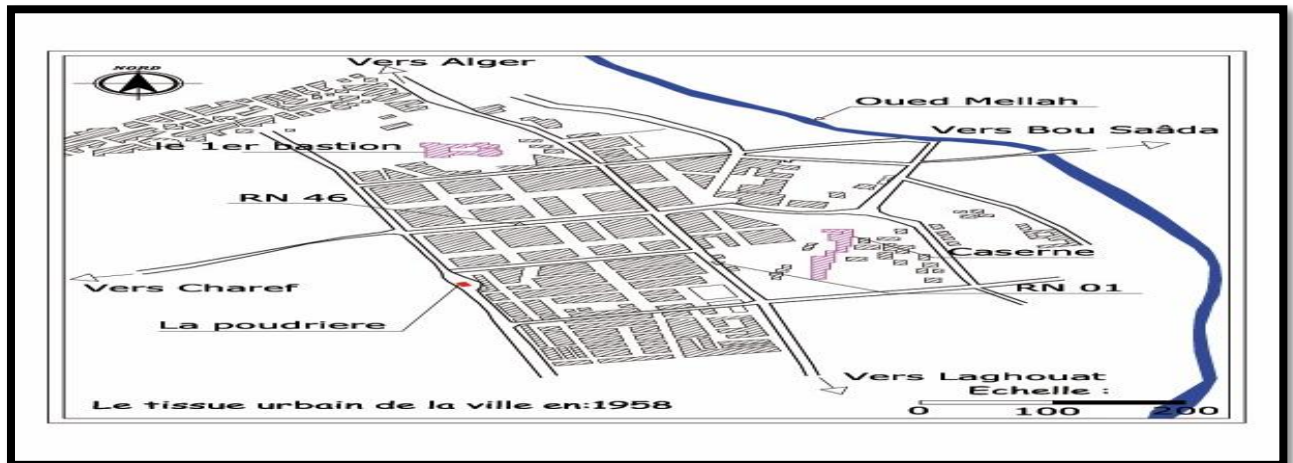 NORD
Vers Alger
Oued Mellah
Vers Bou Saâda
le 1er bastion
RN 46
Caserne
Vers Charef
RN 01
La poudriere
Vers Laghouat
Echelle :
Le tissue urbain de la ville en:1958
0 100 200